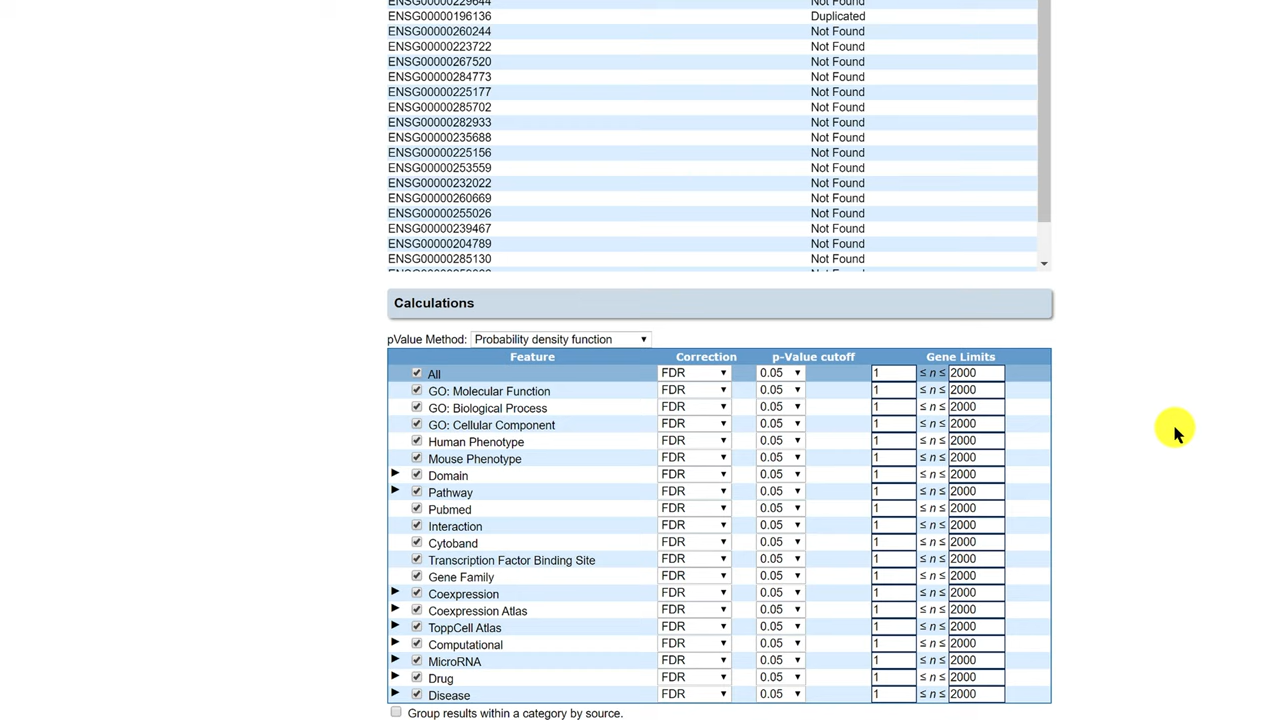 ENSG00000229644 Not Found
ENSG00000196136 Duplicated
ENSG00000260244 Not Found
ENSG00000223722 Not Found
ENSG00000267520 Not Found
ENSG00000284773 Not Found
ENSG00000225177 Not Found
ENSG00000285702 Not Found
ENSG00000282933 Not Found
ENSG00000235688 Not Found
ENSG00000225156 Not Found
ENSG00000253559 Not Found
ENSG00000232022 Not Found
ENSG00000260669 Not Found
ENSG00000255026 Not Found
ENSG00000239467 Not Found
ENSG00000204789 Not Found
ENSG00000285130 Not Found
Not Found
Calculations
pValue Method: Probability density function
Feature Correction p-Value cutoff Gene Limits
All FDR 0.05 1 ≤ n ≤ 2000
GO: Molecular Function FDR 0.05 1 ≤ n ≤ 2000
GO: Biological Process FDR 0.05 1 ≤ n ≤ 2000
GO: Cellular Component FDR 0.05 1 ≤ n ≤ 2000
Human Phenotype FDR 0.05 1 ≤ n ≤ 2000
Mouse Phenotype FDR 0.05 1 ≤ n ≤ 2000
Domain FDR 0.05 1 ≤ n ≤ 2000
Pathway FDR 0.05 1 ≤ n ≤ 2000
Pubmed FDR 0.05 1 ≤ n ≤ 2000
Interaction FDR 0.05 1 ≤ n ≤ 2000
Cytoband FDR 0.05 1 ≤ n ≤ 2000
Transcription Factor Binding Site FDR 0.05 1 ≤ n ≤ 2000
Gene Family FDR 0.05 1 ≤ n ≤ 2000
Coexpression FDR 0.05 1 ≤ n ≤ 2000
Coexpression Atlas FDR 0.05 1 ≤ n ≤ 2000
ToppCell Atlas FDR 0.05 1 ≤ n ≤ 2000
Computational FDR 0.05 1 ≤ n ≤ 2000
MicroRNA FDR 0.05 1 ≤ n ≤ 2000
Drug FDR 0.05 1 ≤ n ≤ 2000
Disease FDR 0.05 1 ≤ n ≤ 2000
Group results within a category by source.